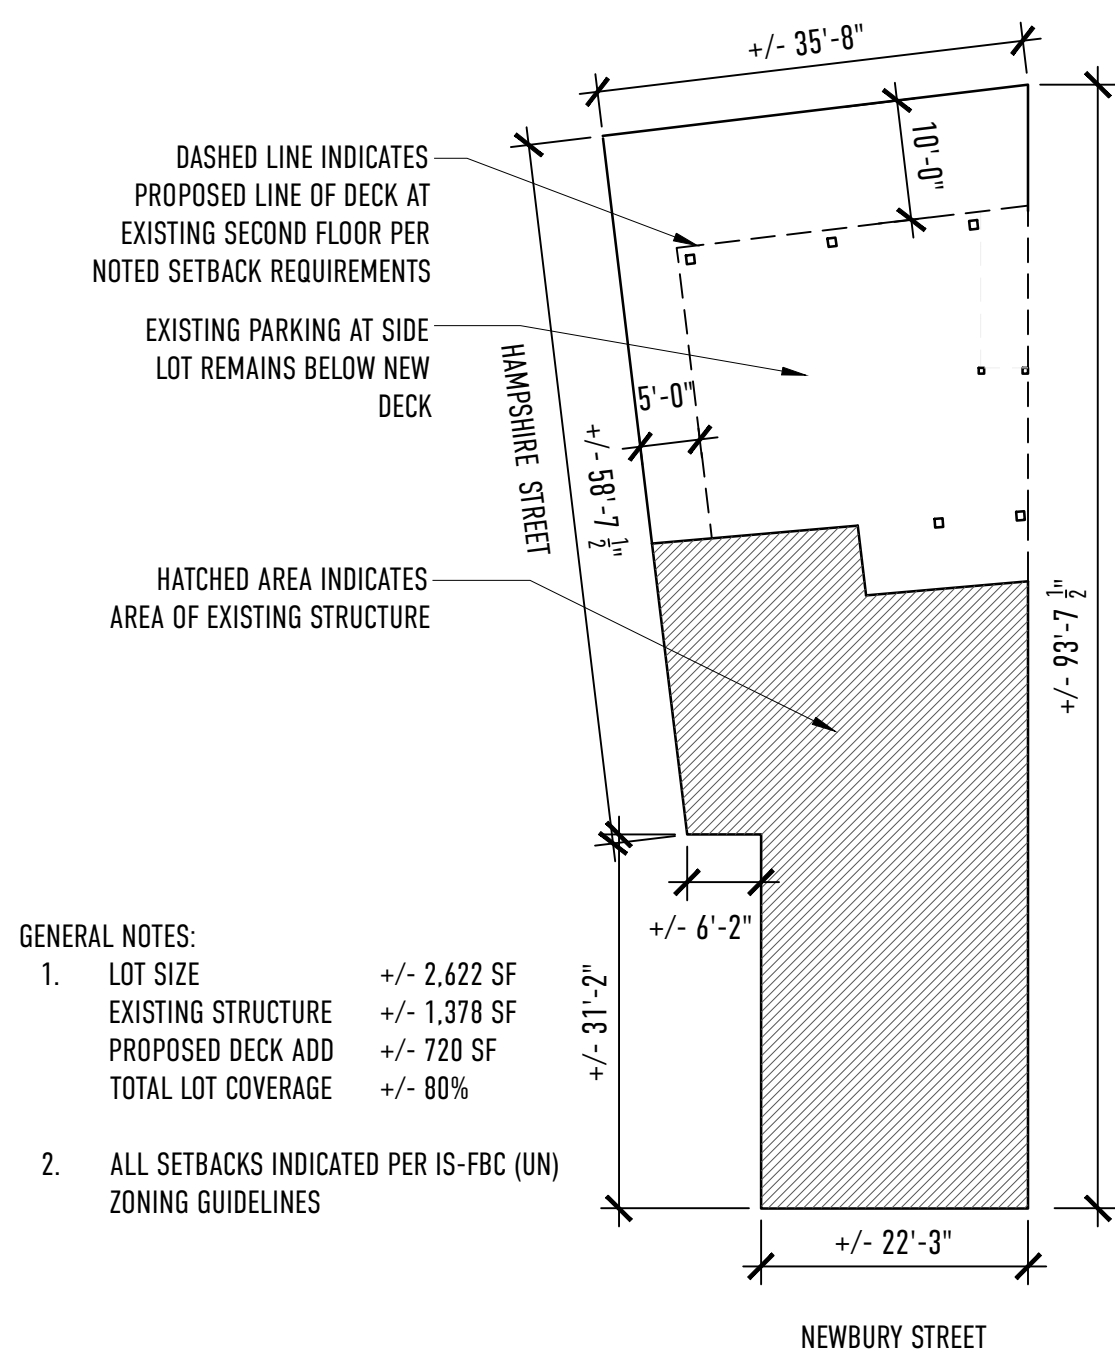 +/- 35'-8"
10'-0"
DASHED LINE INDICATES
PROPOSED LINE OF DECK AT
EXISTING SECOND FLOOR PER
NOTED SETBACK REQUIREMENTS
EXISTING PARKING AT SIDE
LOT REMAINS BELOW NEW
DECK
HAMPSHIRE STREET
5'-0"
+/- 58'-7 1/2"
HATCHED AREA INDICATES
AREA OF EXISTING STRUCTURE
+/- 93'-7 1/2"
+/- 6'-2"
+/- 31'-2"
GENERAL NOTES:
1. LOT SIZE +/- 2,622 SF
EXISTING STRUCTURE +/- 1,378 SF
PROPOSED DECK ADD +/- 720 SF
TOTAL LOT COVERAGE +/- 80%
2. ALL SETBACKS INDICATED PER IS-FBC (UN)
ZONING GUIDELINES
+/- 22'-3"
NEWBURY STREET